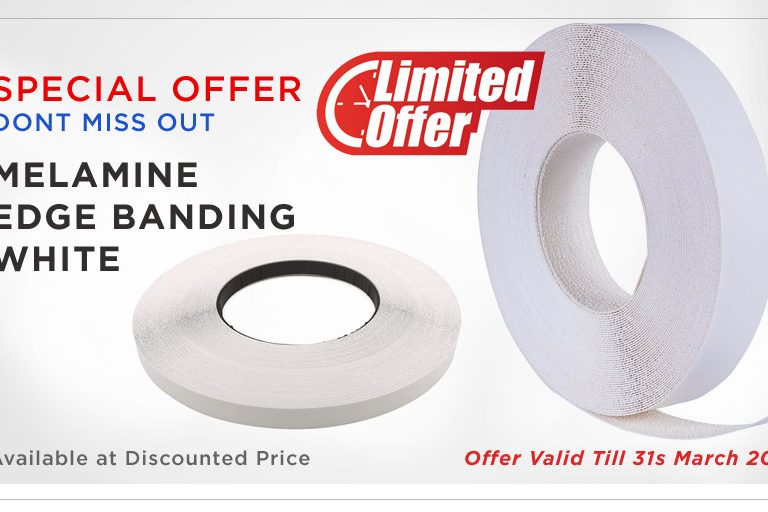 SPECIAL OFFER
DONT MISS OUT
Limited
Offer
MELAMINE
EDGE BANDING
WHITE
Available at Discounted Price
Offer Valid Till 31s March 20